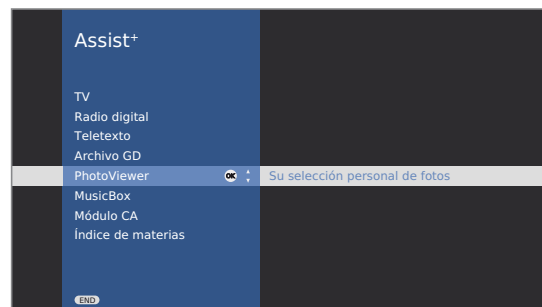 Assist+
TV
Radio digital
Teletexto
Archivo GD
PhotoViewer OK Su selección personal de fotos
MusicBox
Módulo CA
Índice de materias
END